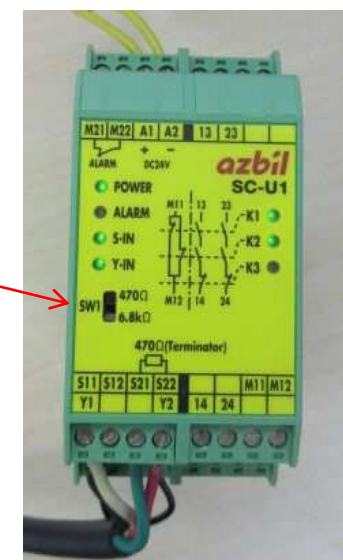 M21 M22 A1 A2 13 23
+ -
ALARM DC24V
azbil
SC-U1
POWER
ALARM
S-IN
Y-IN
M11 13 23
K1
K2
K3
M12 14 24
SW1
470Ω
6.8kΩ
470Ω(Terminator)
S11 S12 S21 S22 M11 M12
Y1 Y2 14 24